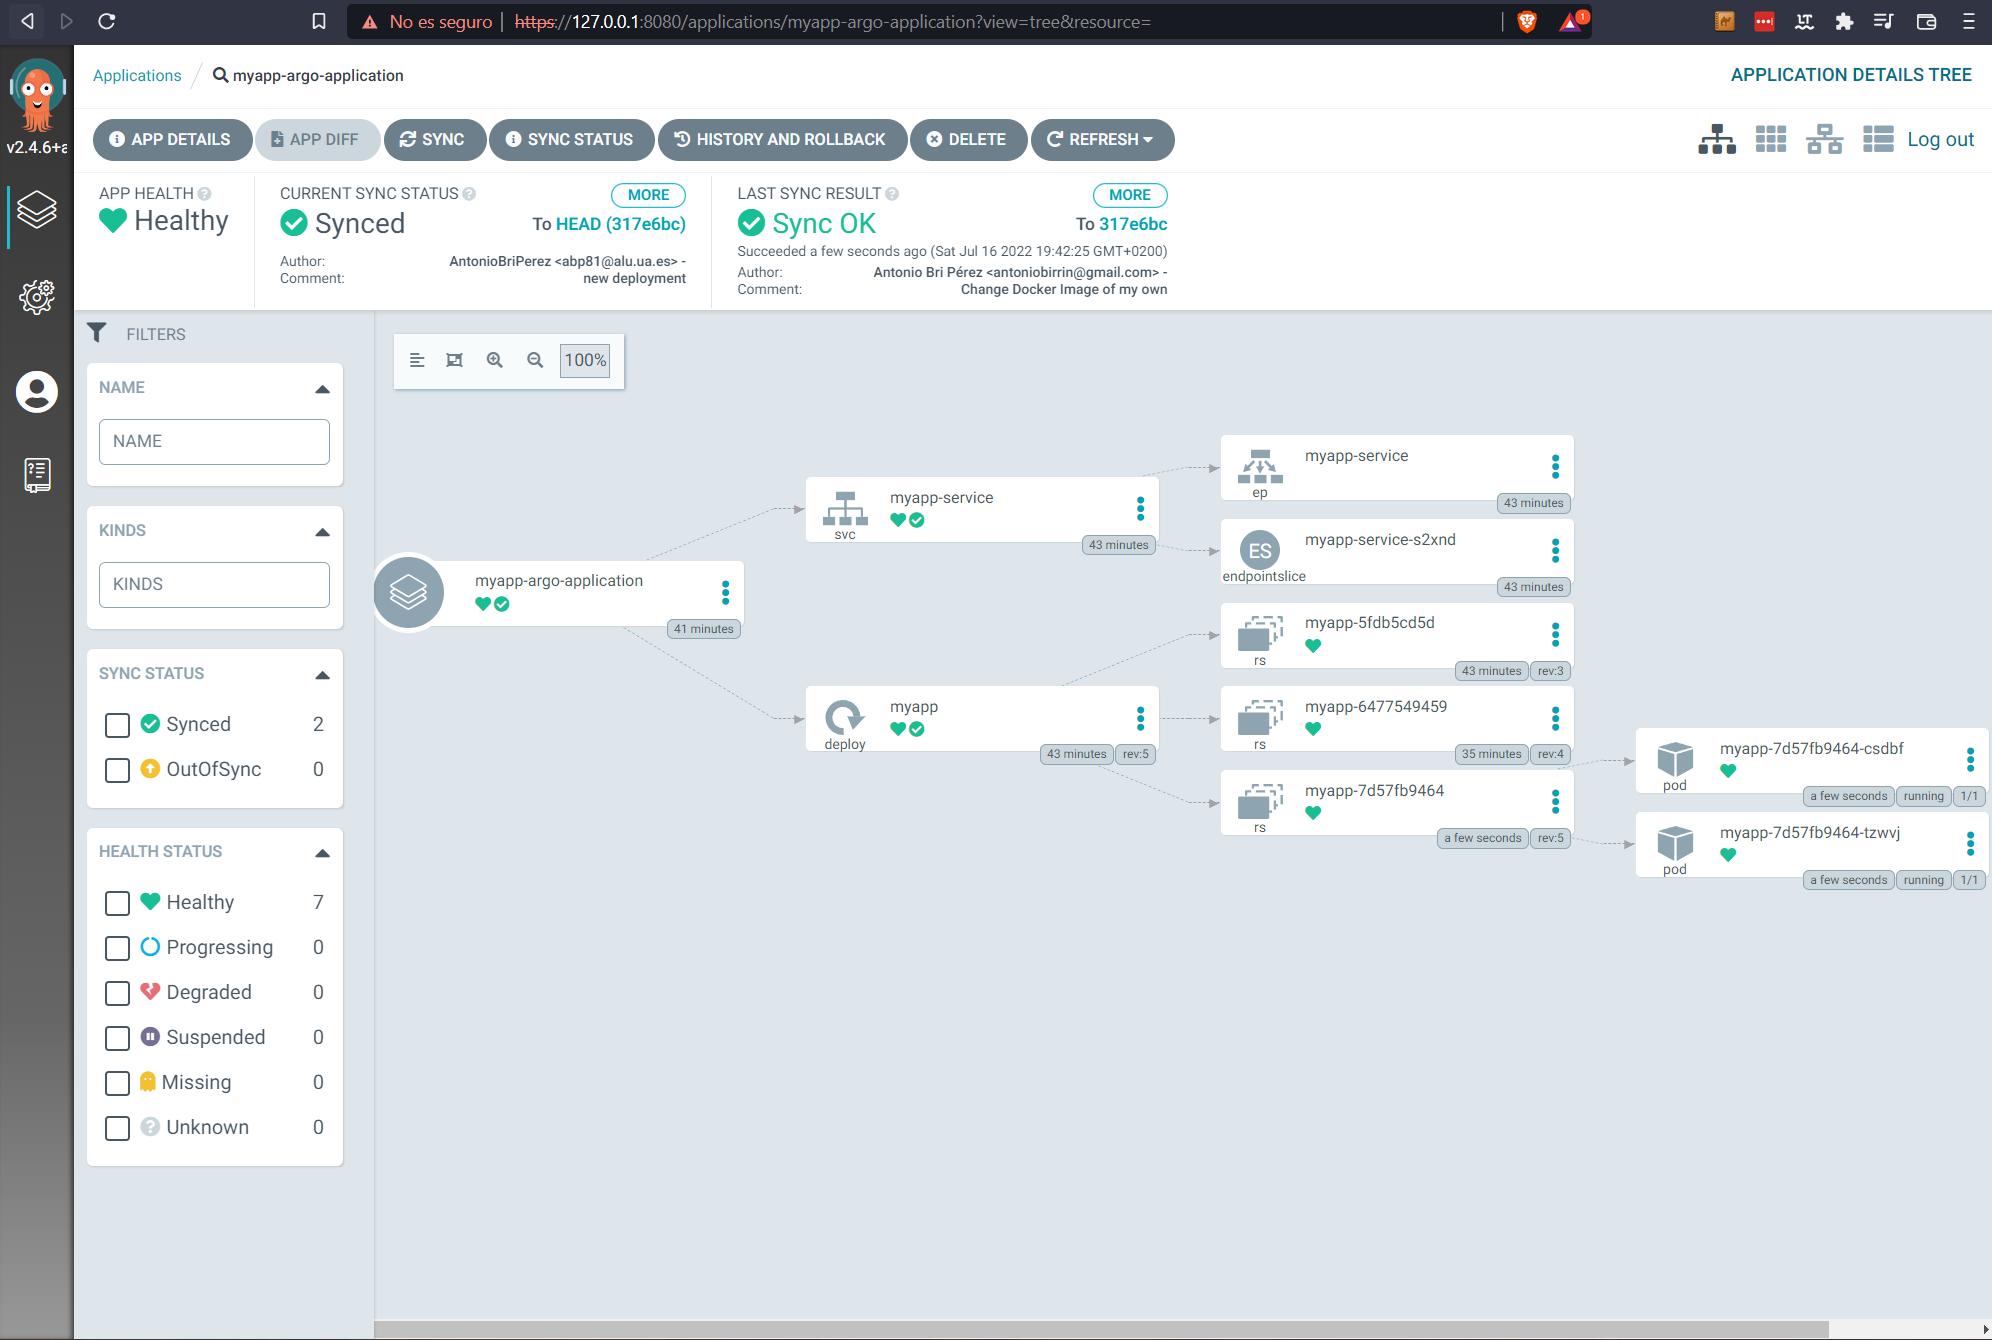 No es seguro https://127.0.0.1:8080/applications/myapp-argo-application?view=tree&resource=
1
Applications / myapp-argo-application
APPLICATION DETAILS TREE
v2.4.6+a
APP DETAILS
APP DIFF
SYNC
SYNC STATUS
HISTORY AND ROLLBACK
DELETE
REFRESH
Log out
APP HEALTH
Healthy
CURRENT SYNC STATUS
MORE
Synced
To HEAD (317e6bc)
Author: AntonioBriPerez <abp81@alu.ua.es> -
Comment: new deployment
LAST SYNC RESULT
MORE
Sync OK
To 317e6bc
Succeeded a few seconds ago (Sat Jul 16 2022 19:42:25 GMT+0200)
Author: Antonio Bri Pérez <antoniobirrin@gmail.com> -
Comment: Change Docker Image of my own
FILTERS
NAME
NAME
KINDS
KINDS
SYNC STATUS
Synced 2
OutOfSync 0
HEALTH STATUS
Healthy 7
Progressing 0
Degraded 0
Suspended 0
Missing 0
Unknown 0
100%
myapp-argo-application
41 minutes
myapp-service
svc
43 minutes
myapp
deploy
43 minutes rev:5
myapp-service
ep
43 minutes
ES
myapp-service-s2xnd
endpointslice
43 minutes
myapp-5fdb5cd5d
rs
43 minutes rev:3
myapp-6477549459
rs
35 minutes rev:4
myapp-7d57fb9464
rs
a few seconds rev:5
myapp-7d57fb9464-csdbf
pod
a few seconds running 1/1
myapp-7d57fb9464-tzwvj
pod
a few seconds running 1/1